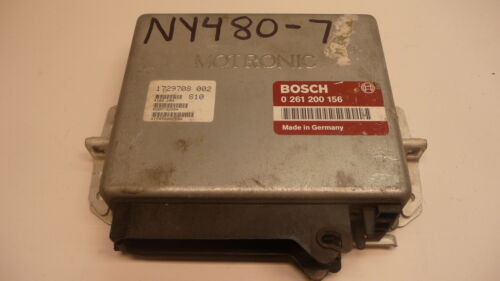 NY480-7
MOTRONIC
1729708 002
810
BOSCH
0 261 200 156
Made in Germany